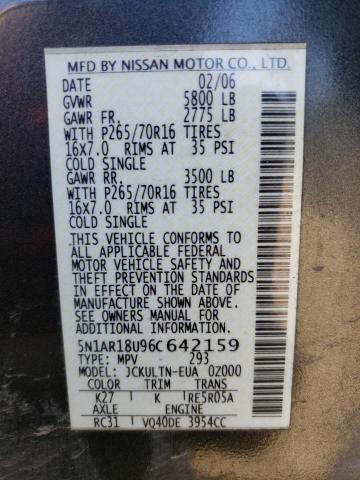 MFD BY NISSAN MOTOR CO., LTD.
DATE 02/06
GVWR 5800 LB
GAWR FR. 2775 LB
WITH P265/70R16 TIRES
16X7.0 RIMS AT 35 PSI
COLD SINGLE
GAWR RR. 3500 LB
WITH P265/70R16 TIRES
16X7.0 RIMS AT 35 PSI
COLD SINGLE
THIS VEHICLE CONFORMS TO
ALL APPLICABLE FEDERAL
MOTOR VEHICLE SAFETY AND
THEFT PREVENTION STANDARDS
IN EFFECT ON THE DATE OF
MANUFACTURE SHOWN ABOVE.
SEE OWNERS MANUAL FOR
ADDITIONAL INFORMATION
5N1AR18U96C642159
TYPE: MPV 293
MODEL: JCKULTN-EUA 0Z000
COLOR TRIM TRANS
K27 K RE5R05A
AXLE ENGINE
RC31 VQ40DE 3954CC